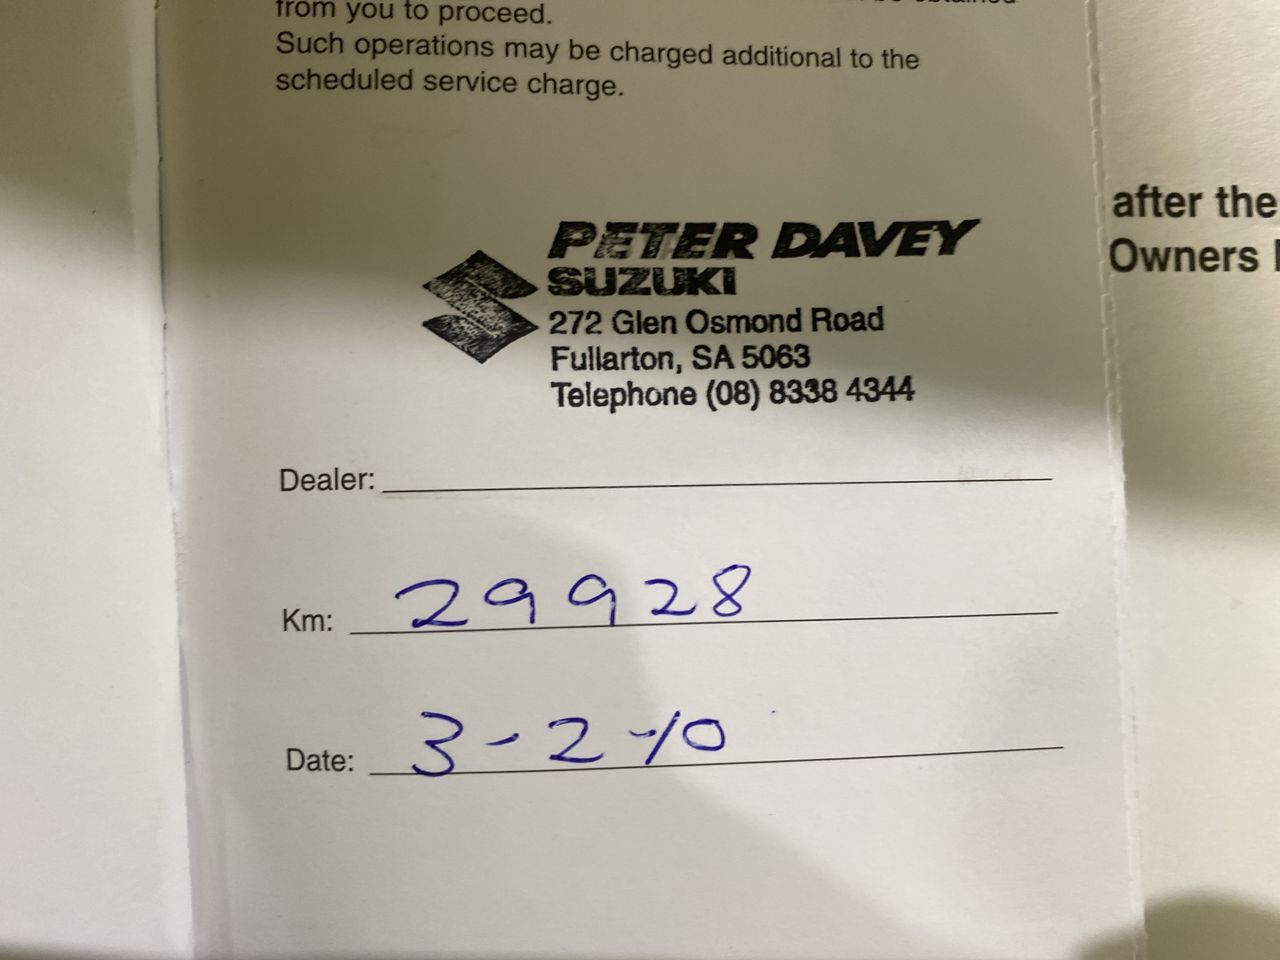 from you to proceed.
Such operations may be charged additional to the
scheduled service charge.
PETER DAVEY
SUZUKI
272 Glen Osmond Road
Fullarton, SA 5063
Telephone (08) 8338 4344
Dealer:
Km: 29928
Date: 3-2-10
after the
Owners